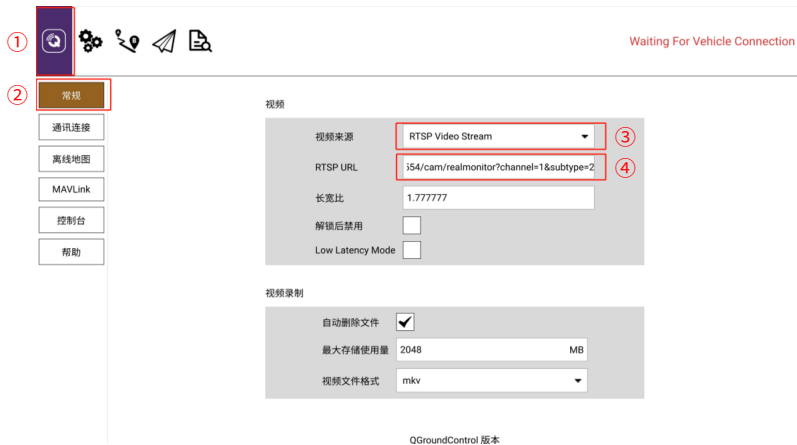 ①
Waiting For Vehicle Connection
②
常规
通讯连接
离线地图
MAVLink
控制台
帮助
视频
视频来源 RTSP Video Stream ③
RTSP URL 554/cam/realmonitor?channel=1&subtype=2 ④
长宽比 1.777777
解锁后禁用
Low Latency Mode
视频录制
自动删除文件
最大存储使用量 2048 MB
视频文件格式 mkv
QGroundControl 版本